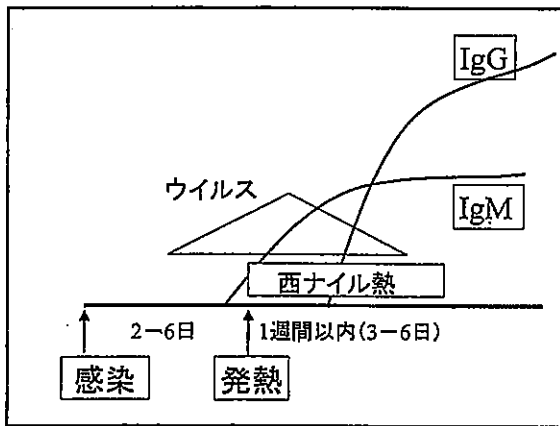 IgG
ウイルス
IgM
西ナイル熱
2－6日
1週間以内(3－6日)
感染
発熱